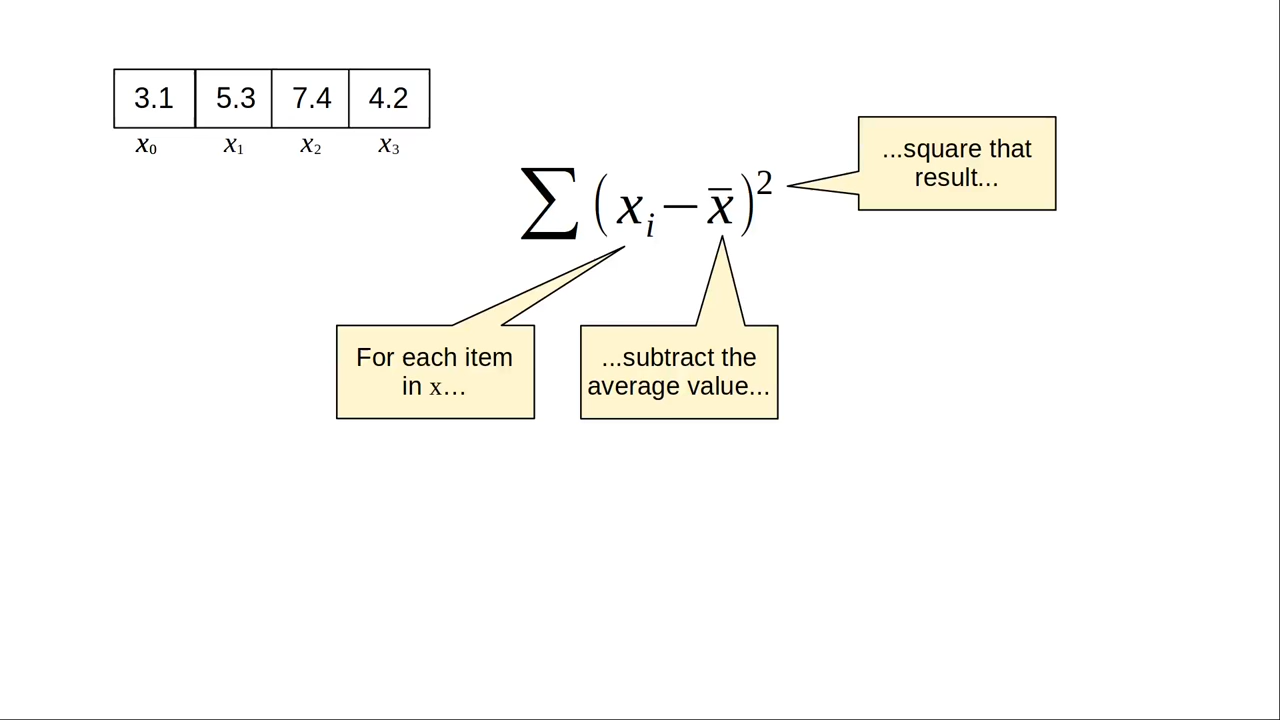 3.1 5.3 7.4 4.2
x₀ x₁ x₂ x₃
...square that
result...
∑(xᵢ−x̄)²
For each item
in x...
...subtract the
average value...